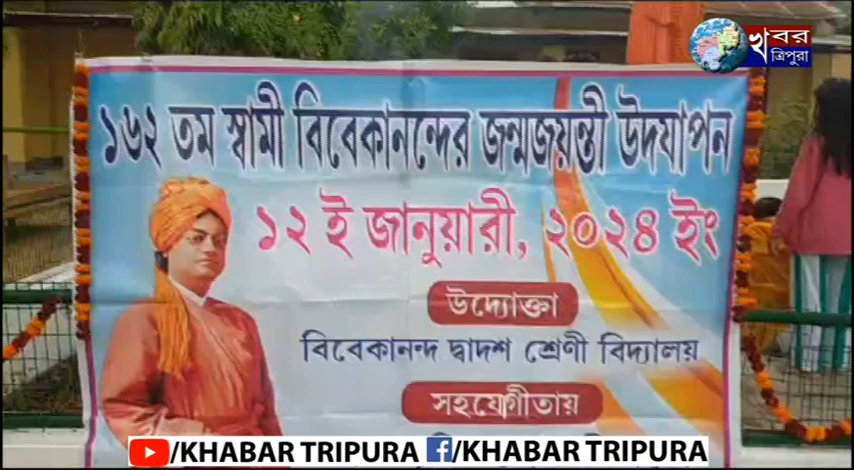 খবর
ত্রিপুরা
১৬২ তম স্বামী বিবেকানন্দের জন্মজয়ন্তী উদযাপন
১২ ই জানুয়ারী, ২০২৪ ইং
উদ্যোক্তা
বিবেকানন্দ দ্বাদশ শ্রেণী বিদ্যালয়
সহযোগীতায়
/KHABAR TRIPURA /KHABAR TRIPURA